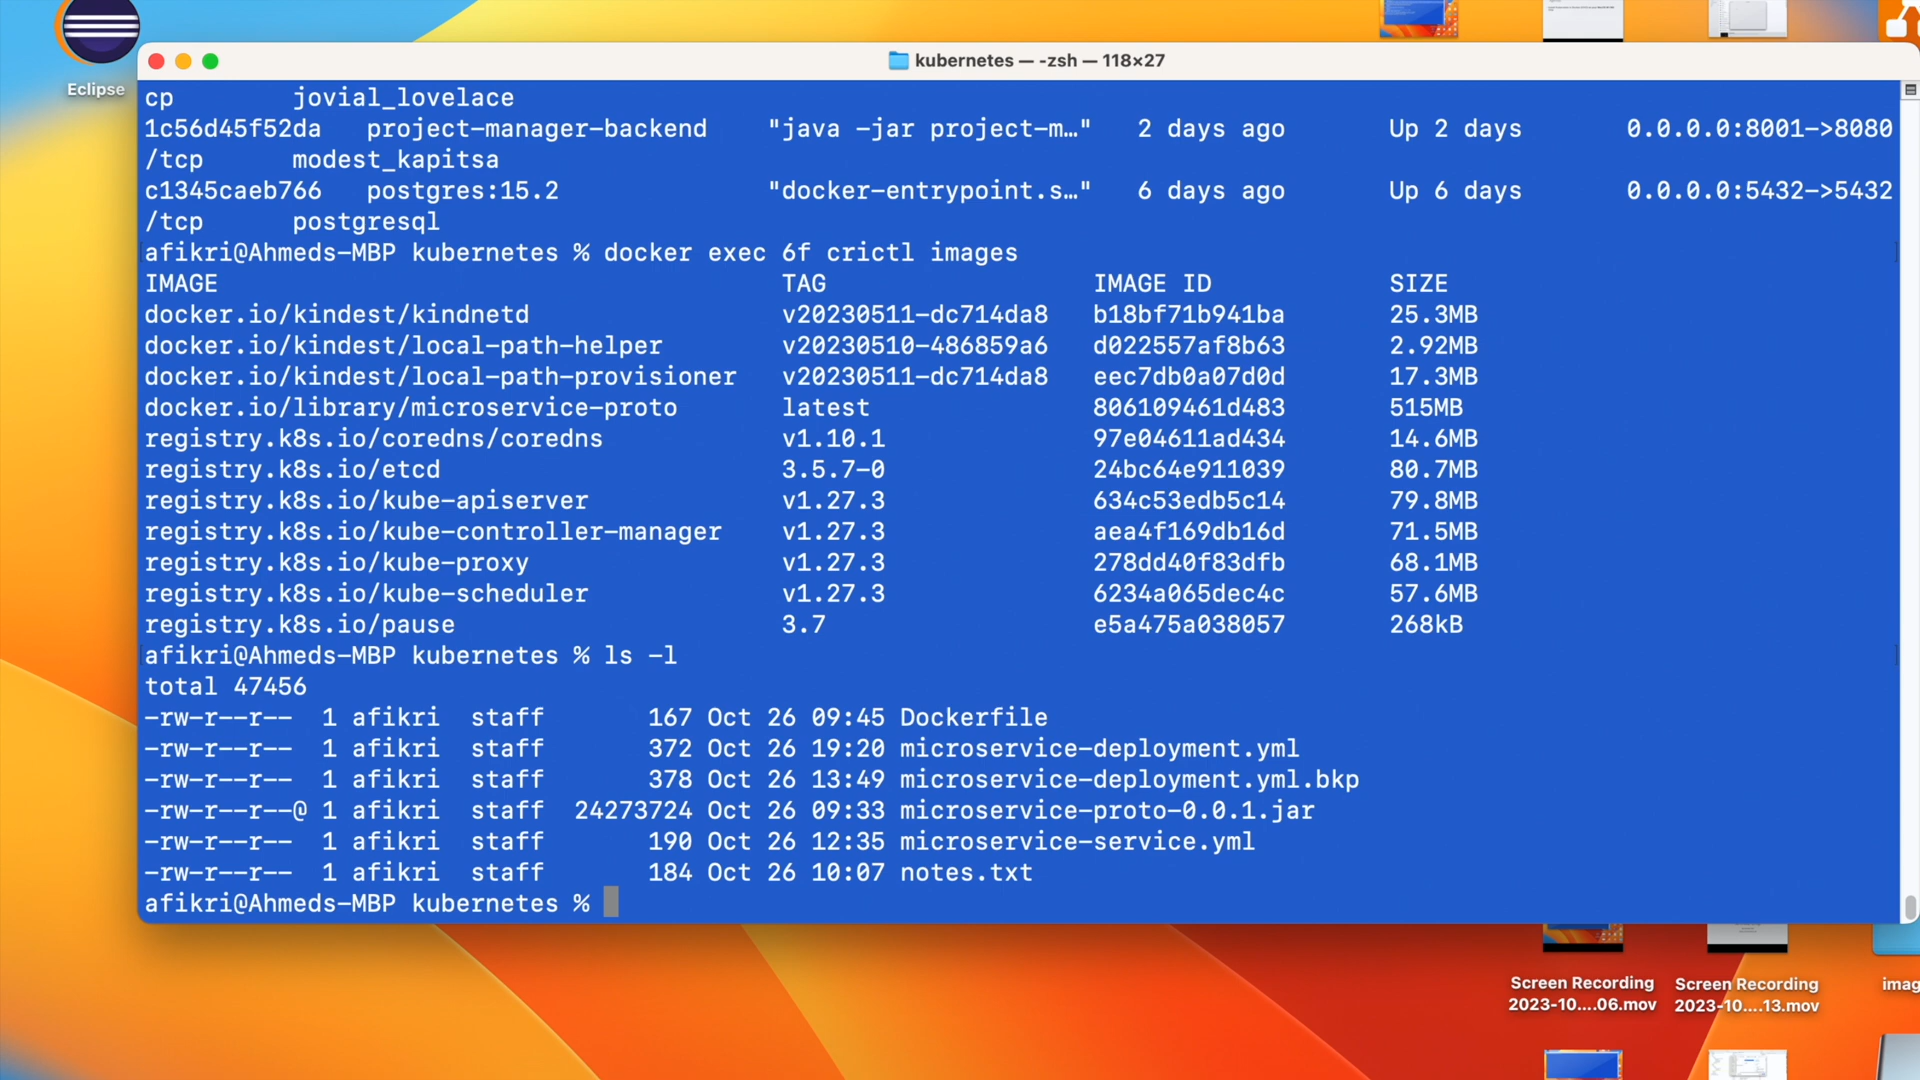 Eclipse
kubernetes — -zsh — 118×27
cp        jovial_lovelace
1c56d45f52da   project-manager-backend    "java -jar project-m…"   2 days ago       Up 2 days       0.0.0.0:8001->8080
/tcp      modest_kapitsa
c1345caeb766   postgres:15.2              "docker-entrypoint.s…"   6 days ago       Up 6 days       0.0.0.0:5432->5432
/tcp      postgresql
afikri@Ahmeds-MBP kubernetes % docker exec 6f crictl images
IMAGE                                      TAG                  IMAGE ID            SIZE
docker.io/kindest/kindnetd                 v20230511-dc714da8   b18bf71b941ba       25.3MB
docker.io/kindest/local-path-helper        v20230510-486859a6   d022557af8b63       2.92MB
docker.io/kindest/local-path-provisioner   v20230511-dc714da8   eec7db0a07d0d       17.3MB
docker.io/library/microservice-proto       latest               806109461d483       515MB
registry.k8s.io/coredns/coredns            v1.10.1              97e04611ad434       14.6MB
registry.k8s.io/etcd                       3.5.7-0              24bc64e911039       80.7MB
registry.k8s.io/kube-apiserver             v1.27.3              634c53edb5c14       79.8MB
registry.k8s.io/kube-controller-manager    v1.27.3              aea4f169db16d       71.5MB
registry.k8s.io/kube-proxy                 v1.27.3              278dd40f83dfb       68.1MB
registry.k8s.io/kube-scheduler             v1.27.3              6234a065dec4c       57.6MB
registry.k8s.io/pause                      3.7                  e5a475a038057       268kB
afikri@Ahmeds-MBP kubernetes % ls -l
total 47456
-rw-r--r--  1 afikri  staff       167 Oct 26 09:45 Dockerfile
-rw-r--r--  1 afikri  staff       372 Oct 26 19:20 microservice-deployment.yml
-rw-r--r--  1 afikri  staff       378 Oct 26 13:49 microservice-deployment.yml.bkp
-rw-r--r--@ 1 afikri  staff  24273724 Oct 26 09:33 microservice-proto-0.0.1.jar
-rw-r--r--  1 afikri  staff       190 Oct 26 12:35 microservice-service.yml
-rw-r--r--  1 afikri  staff       184 Oct 26 10:07 notes.txt
afikri@Ahmeds-MBP kubernetes %
Screen Recording
2023-10....06.mov
Screen Recording
2023-10....13.mov
imag